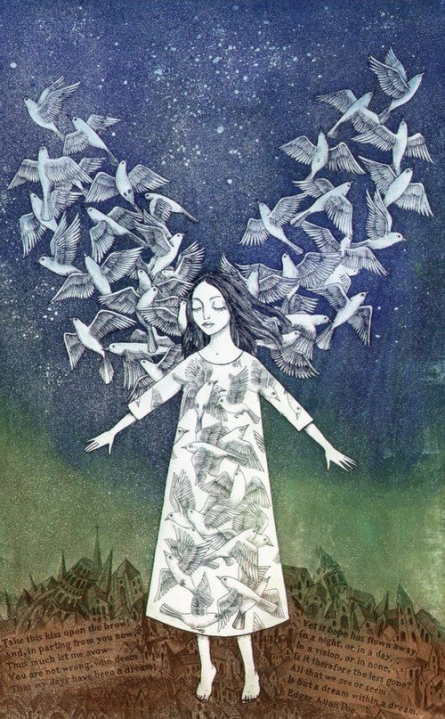 Take this kiss upon the brow!
And, in parting from you now,
Thus much let me avow-
You are not wrong, who deem
That my days have been a dream;
Yet if hope has flown away
In a night, or in a day,
In a vision, or in none,
Is it therefore the less gone?
All that we see or seem
Is but a dream within a dream.
Edgar Allan Poe